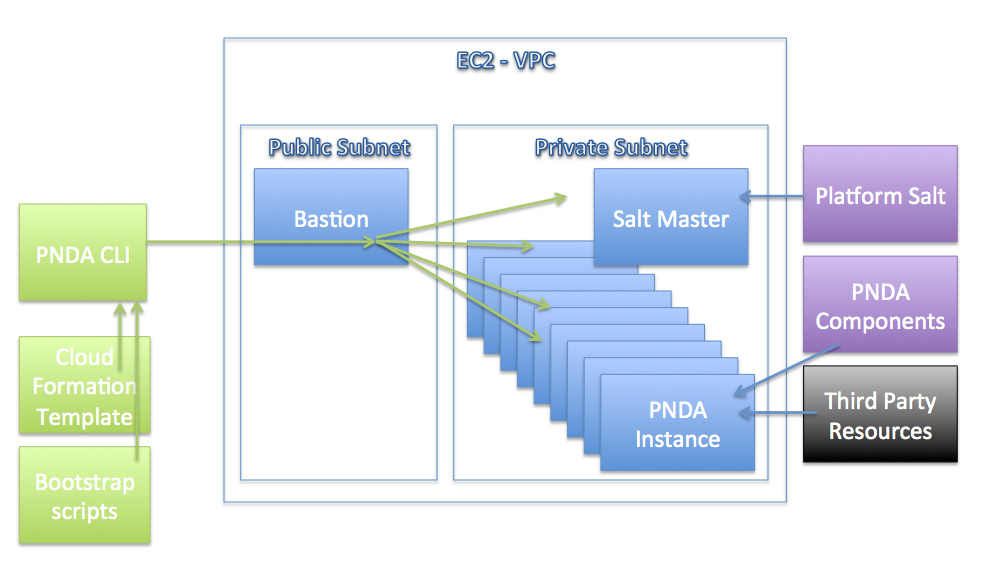 EC2 - VPC
Public Subnet
Private Subnet
Bastion
Salt Master
Platform Salt
PNDA CLI
PNDA
Components
Cloud
Formation
Template
PNDA
Instance
Third Party
Resources
Bootstrap
scripts